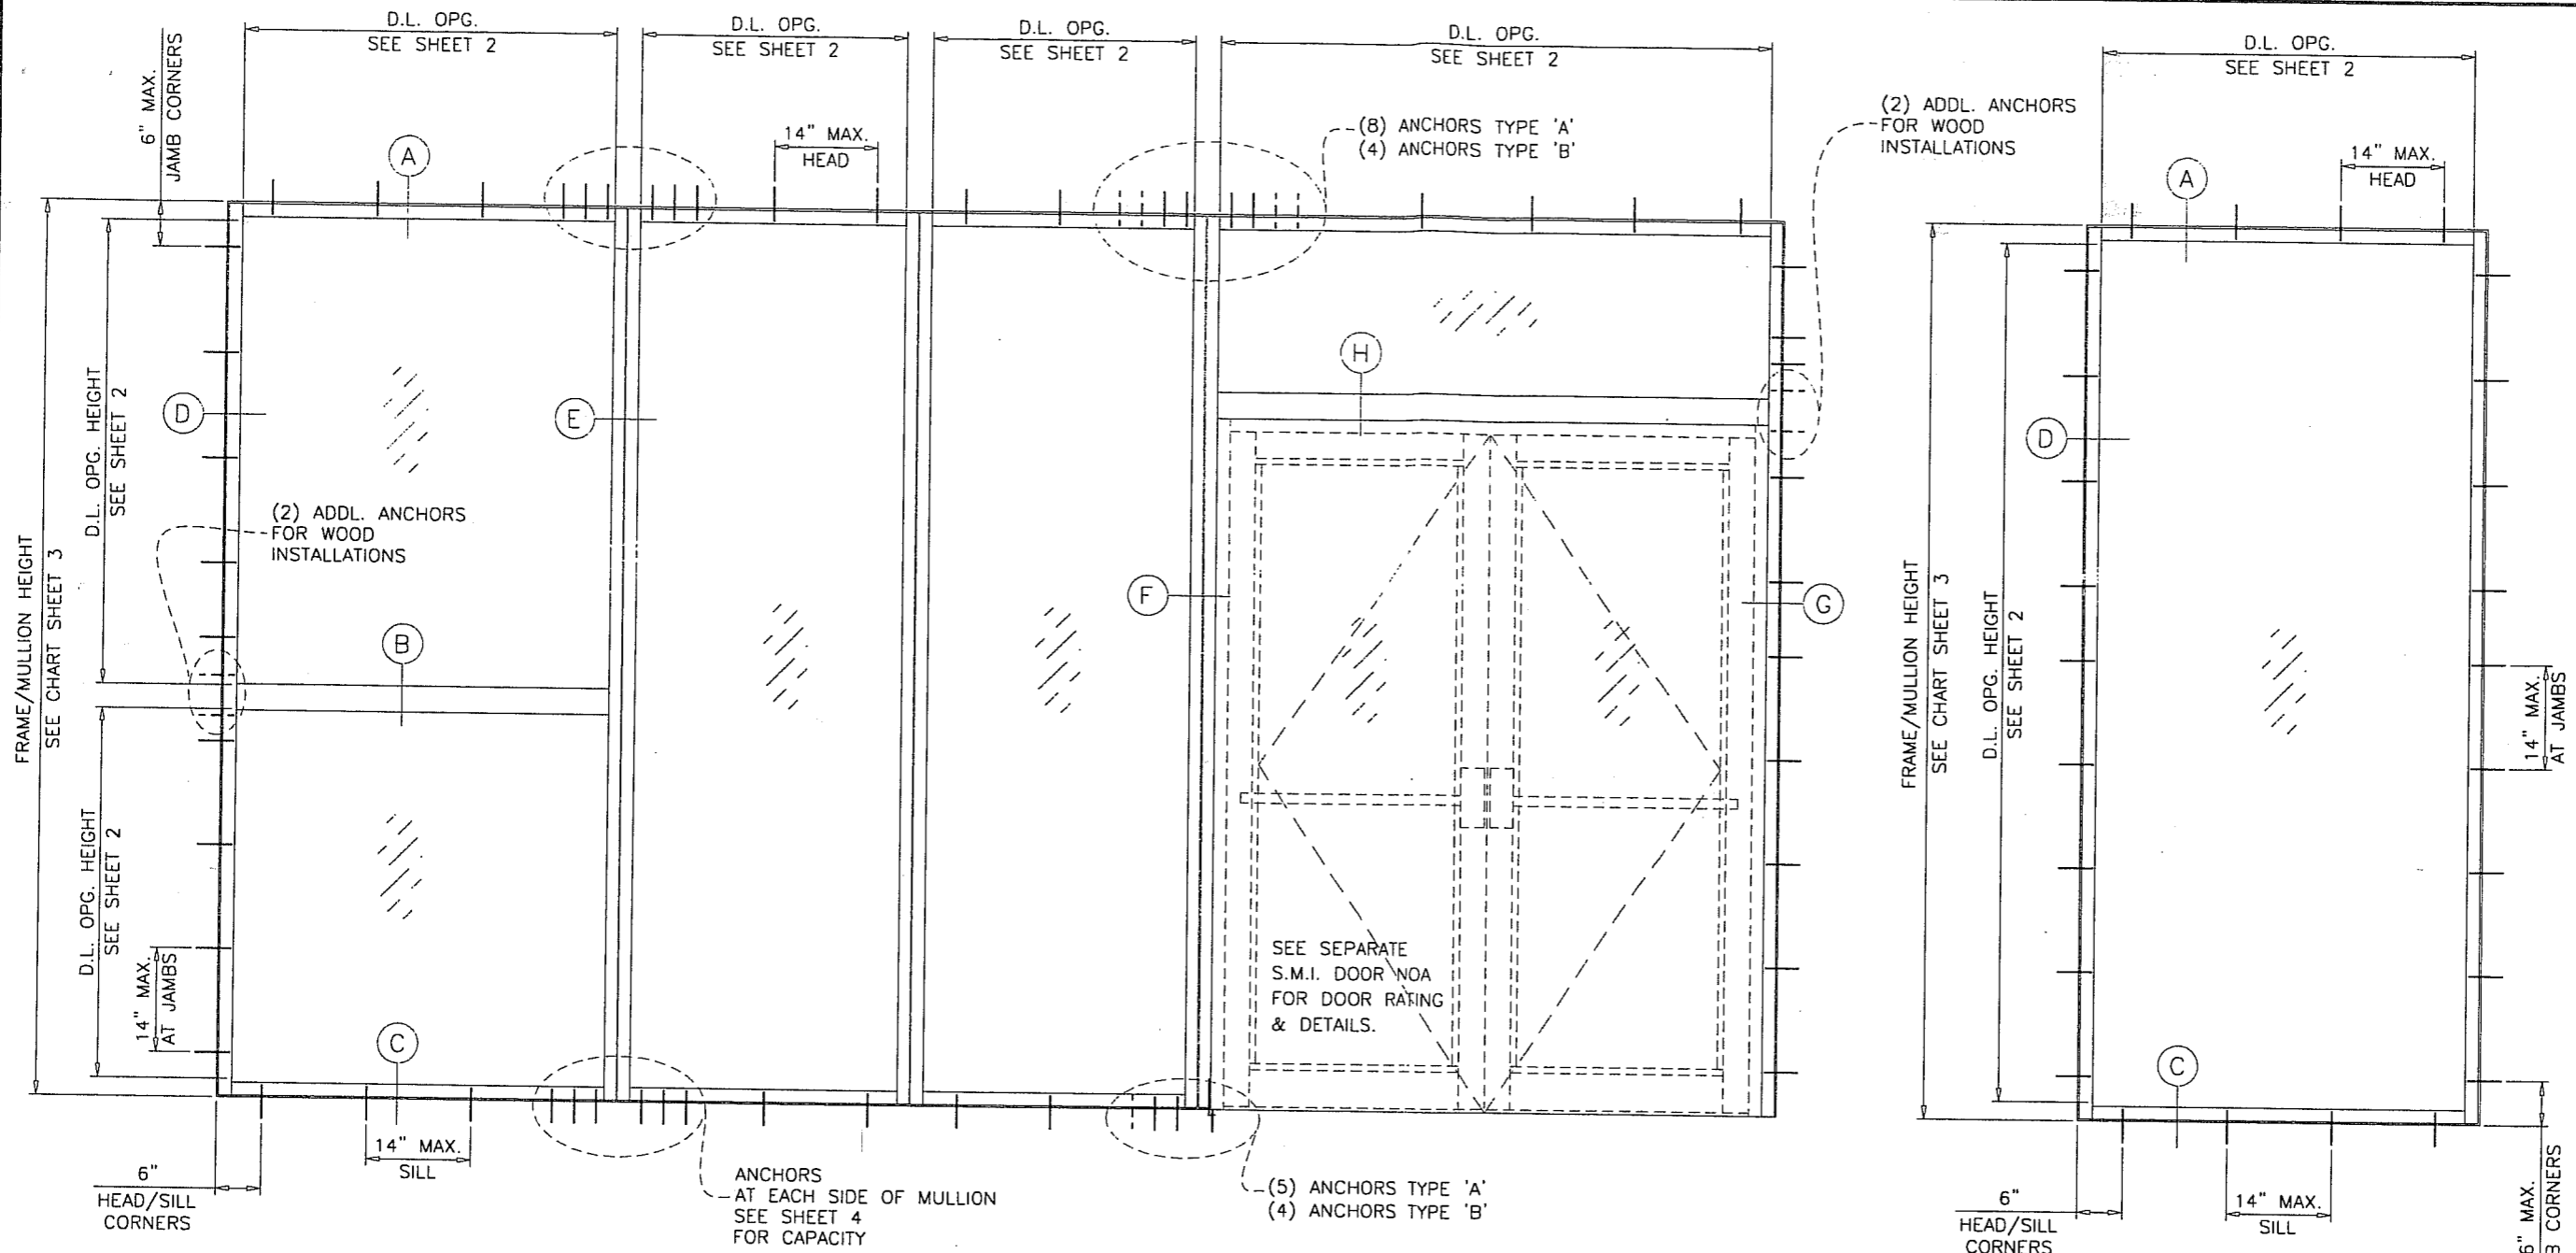 D.L. OPG.
SEE SHEET 2
D.L. OPG.
SEE SHEET 2
D.L. OPG.
SEE SHEET 2
D.L. OPG.
SEE SHEET 2
D.L. OPG.
SEE SHEET 2
6" MAX.
JAMB CORNERS
A
14" MAX.
HEAD
(8) ANCHORS TYPE 'A'
(4) ANCHORS TYPE 'B'
(2) ADDL. ANCHORS
FOR WOOD
INSTALLATIONS
A
14" MAX.
HEAD
FRAME/MULLION HEIGHT
SEE CHART SHEET 3
D.L. OPG. HEIGHT
SEE SHEET 2
D
E
H
(2) ADDL. ANCHORS
FOR WOOD
INSTALLATIONS
F
G
B
D
FRAME/MULLION HEIGHT
SEE CHART SHEET 3
D.L. OPG. HEIGHT
SEE SHEET 2
14" MAX.
AT JAMBS
D.L. OPG. HEIGHT
SEE SHEET 2
14" MAX.
AT JAMBS
SEE SEPARATE
S.M.I. DOOR NOA
FOR DOOR RATING
& DETAILS.
C
C
6"
HEAD/SILL
CORNERS
14" MAX.
SILL
ANCHORS
AT EACH SIDE OF MULLION
SEE SHEET 4
FOR CAPACITY
(5) ANCHORS TYPE 'A'
(4) ANCHORS TYPE 'B'
6"
HEAD/SILL
CORNERS
14" MAX.
SILL
6" MAX.
CORNERS